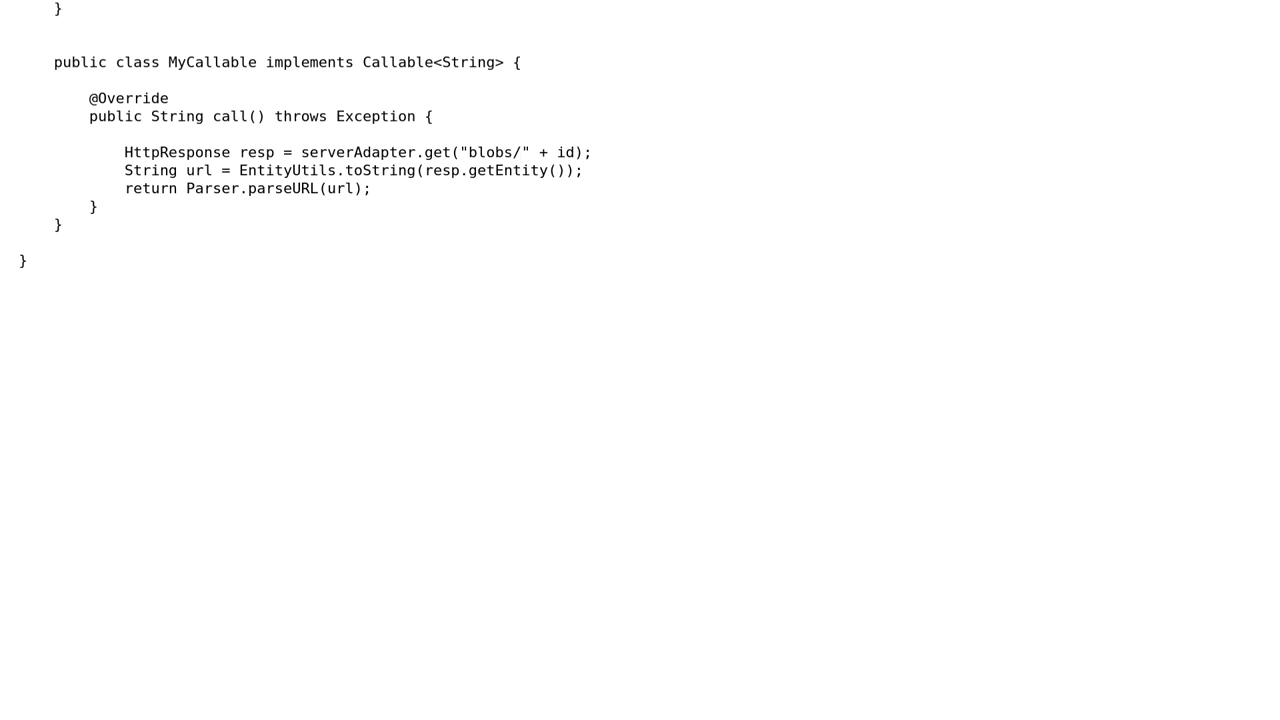 }

    public class MyCallable implements Callable<String> {

        @Override
        public String call() throws Exception {

            HttpResponse resp = serverAdapter.get("blobs/" + id);
            String url = EntityUtils.toString(resp.getEntity());
            return Parser.parseURL(url);
        }
    }

}